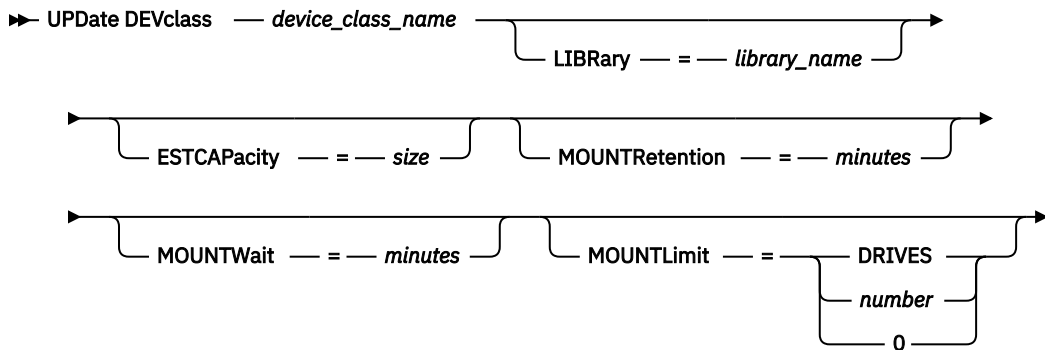 UPDate DEVclass — device_class_name
LIBRary — = — library_name
ESTCAPacity — = — size MOUNTRetention — = — minutes
MOUNTWait — = — minutes MOUNTLimit — = DRIVES
number
0